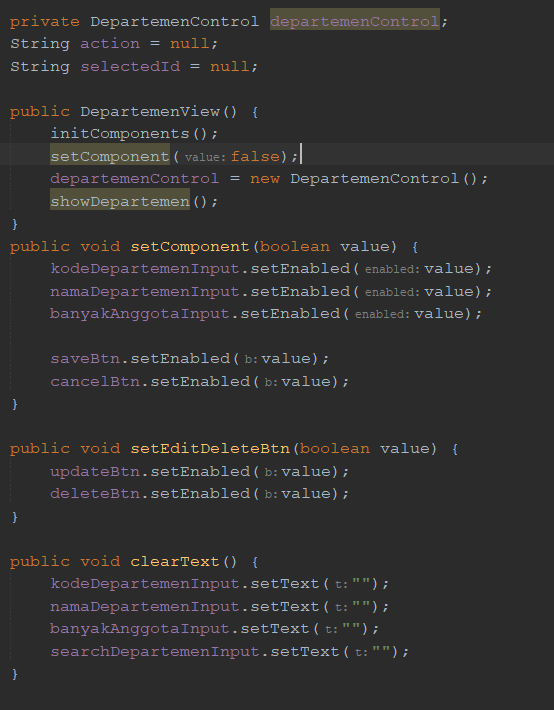 private DepartemenControl departemenControl;
String action = null;
String selectedId = null;
public DepartemenView() {
initComponents();
setComponent( value: false);
departemenControl = new DepartemenControl();
showDepartemen();
}
public void setComponent(boolean value) {
kodeDepartemenInput.setEnabled( enabled: value);
namaDepartemenInput.setEnabled( enabled: value);
banyakAnggotaInput.setEnabled( enabled: value);
saveBtn.setEnabled( b: value);
cancelBtn.setEnabled( b: value);
}
public void setEditDeleteBtn(boolean value) {
updateBtn.setEnabled( b: value);
deleteBtn.setEnabled( b: value);
}
public void clearText() {
kodeDepartemenInput.setText( t: "");
namaDepartemenInput.setText( t: "");
banyakAnggotaInput.setText( t: "");
searchDepartemenInput.setText( t: "");
}